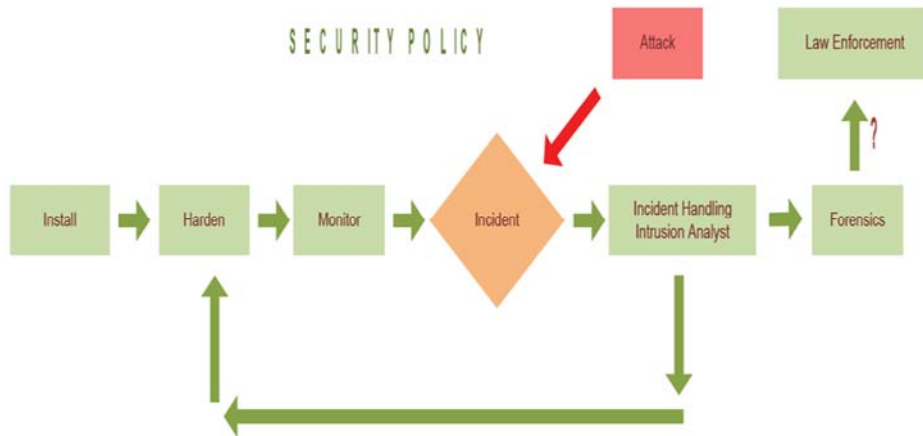 SECURITY POLICY
Attack
Law Enforcement
?
Install
Harden
Monitor
Incident
Incident Handling
Intrusion Analyst
Forensics